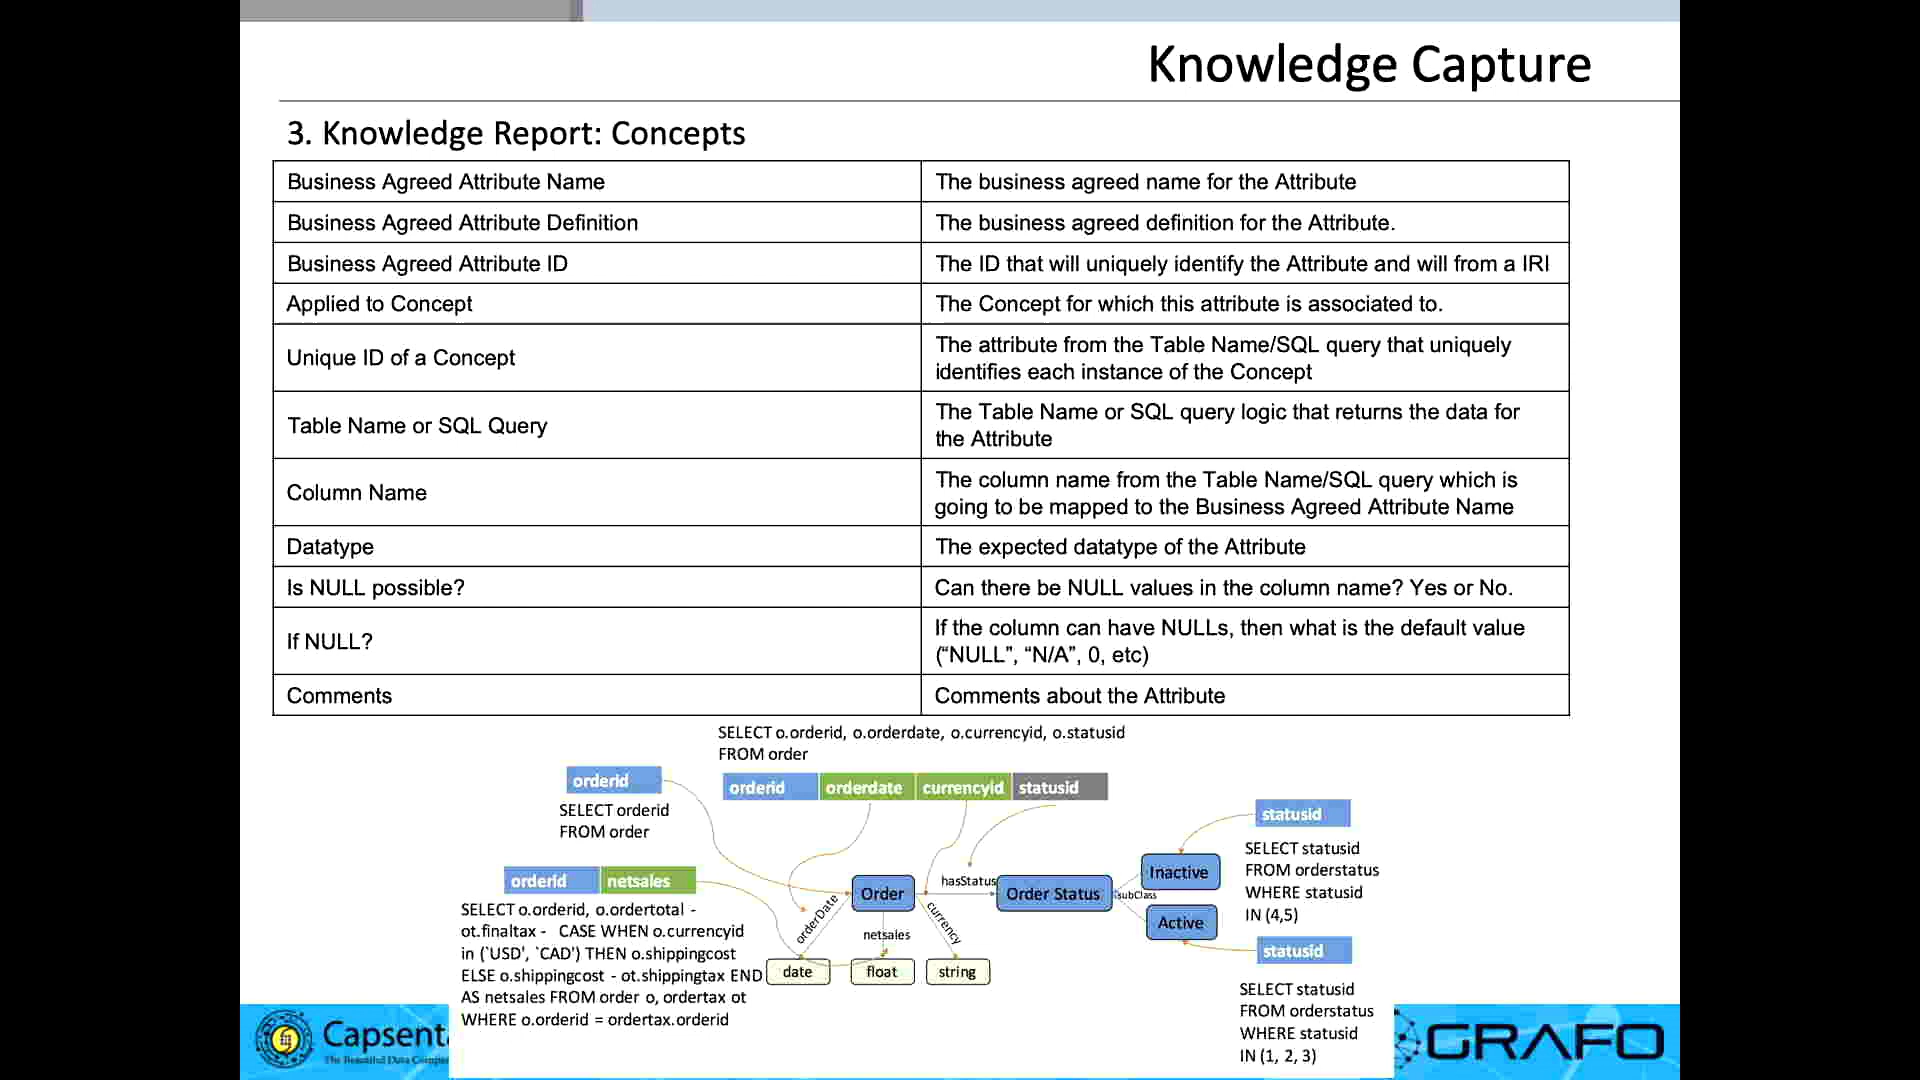 Knowledge Capture
3. Knowledge Report: Concepts
Business Agreed Attribute Name
The business agreed name for the Attribute
Business Agreed Attribute Definition
The business agreed definition for the Attribute.
Business Agreed Attribute ID
The ID that will uniquely identify the Attribute and will from a IRI
Applied to Concept
The Concept for which this attribute is associated to.
Unique ID of a Concept
The attribute from the Table Name/SQL query that uniquely
identifies each instance of the Concept
Table Name or SQL Query
The Table Name or SQL query logic that returns the data for
the Attribute
Column Name
The column name from the Table Name/SQL query which is
going to be mapped to the Business Agreed Attribute Name
Datatype
The expected datatype of the Attribute
Is NULL possible?
Can there be NULL values in the column name? Yes or No.
If NULL?
If the column can have NULLs, then what is the default value
(“NULL”, “N/A”, 0, etc)
Comments
Comments about the Attribute
SELECT o.orderid, o.orderdate, o.currencyid, o.statusid
FROM order
orderid orderdate currencyid statusid
orderid
SELECT orderid
FROM order
orderid netsales
SELECT o.orderid, o.ordertotal -
ot.finaltax - CASE WHEN o.currencyid
in (`USD', `CAD') THEN o.shippingcost
ELSE o.shippingcost - ot.shippingtax END
AS netsales FROM order o, ordertax ot
WHERE o.orderid = ordertax.orderid
Order
hasStatus
Order Status
subClass
Inactive
Active
orderDate
netsales
currency
date
float
string
statusid
SELECT statusid
FROM orderstatus
WHERE statusid
IN (4,5)
statusid
SELECT statusid
FROM orderstatus
WHERE statusid
IN (1, 2, 3)
Capsenta
The Beautiful Data Company
GRAFO